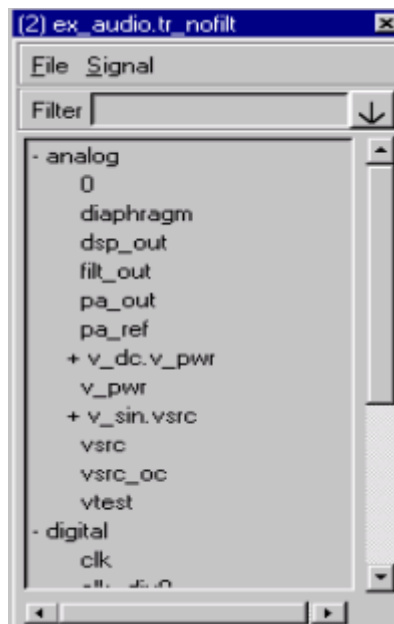 (2) ex_audio.tr_nofilt
File Signal
Filter
- analog
0
diaphragm
dsp_out
filt_out
pa_out
pa_ref
+ v_dc.v_pwr
v_pwr
+ v_sin.vsrc
vsrc
vsrc_oc
vtest
- digital
clk